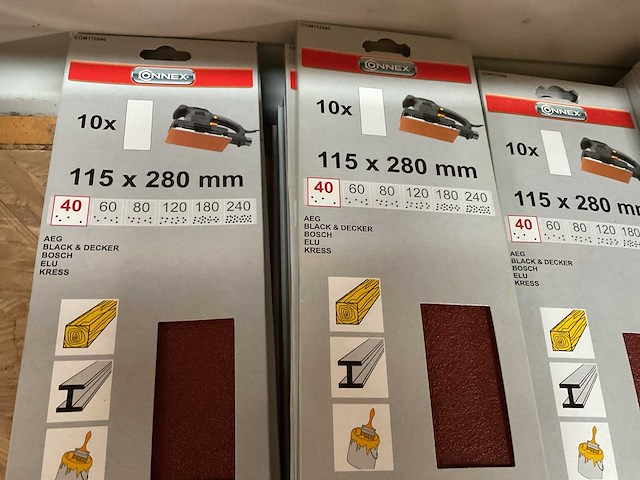 COM112040
CONNEX
10x
115 x 280 mm
40 60 80 120 180 240
AEG
BLACK & DECKER
BOSCH
ELU
KRESS
CONNEX
10x
115 x 280 mm
40 60 80 120 180 240
AEG
BLACK & DECKER
BOSCH
ELU
KRESS
CONNEX
10x
115 x 280 mm
40 60 80 120 180
AEG
BLACK & DECKER
BOSCH
ELU
KRESS